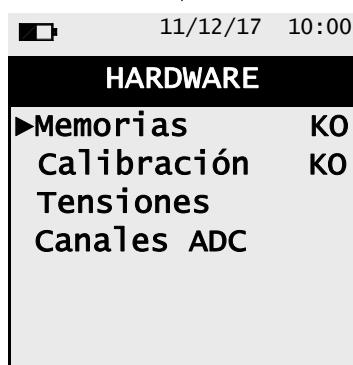 11/12/17 10:00
HARDWARE
▶Memorias KO
Calibración KO
Tensiones
Canales ADC